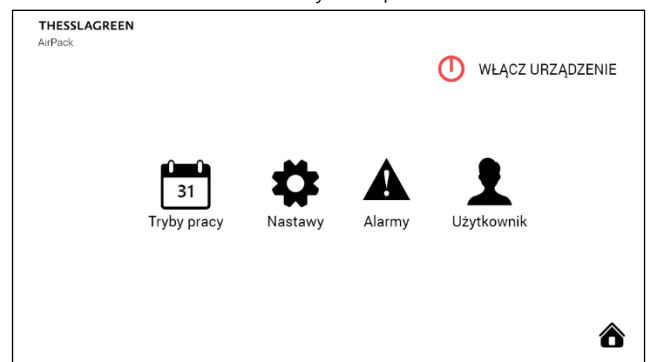 THESSLAGREEN
AirPack
WŁĄCZ URZĄDZENIE
31
Tryby pracy Nastawy Alarmy Użytkownik